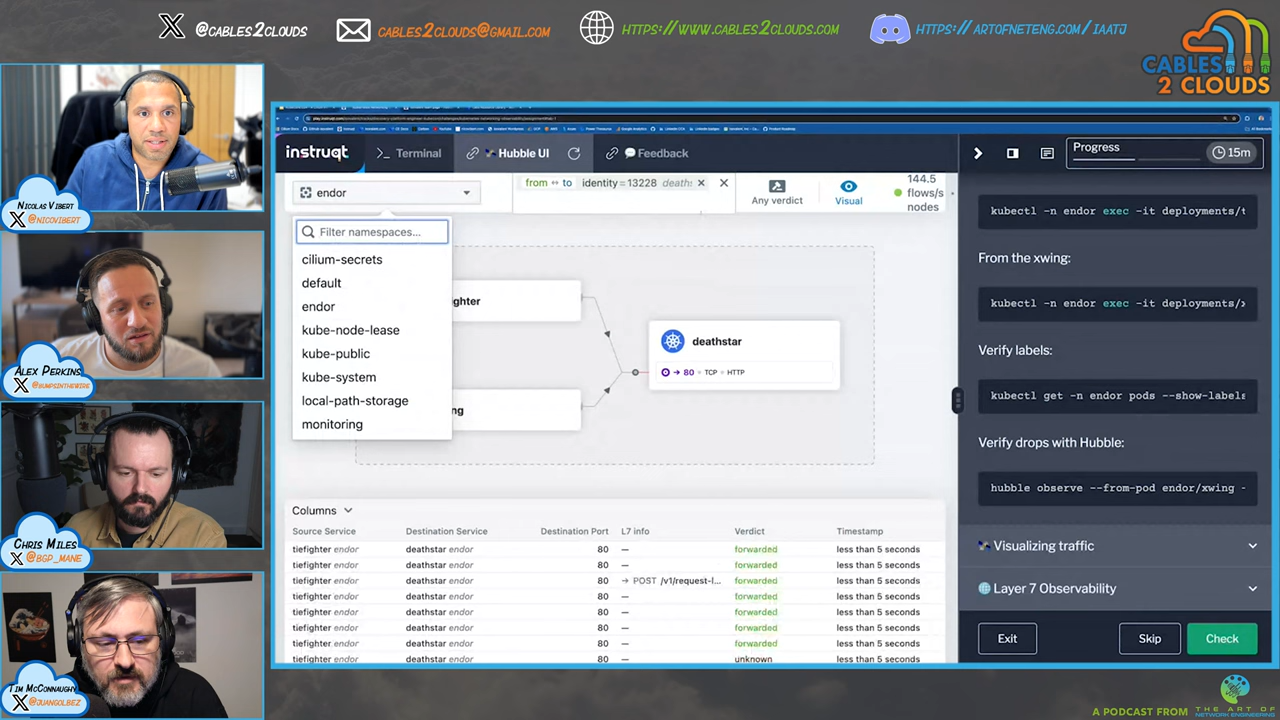 @CABLES2CLOUDS
CABLES2CLOUDS@GMAIL.COM
HTTPS://WWW.CABLES2CLOUDS.COM
HTTPS://ARTOFNETENG.COM/IAATJ
CABLES
2 CLOUDS
NICOLAS VIBERT
@NICOVIBERT
ALEX PERKINS
@BUMPSINTHEWIRE
CHRIS MILES
@BGP_MANE
TIM MCCONNAUGHY
@JUANGOLBEZ
instruqt
Terminal
Hubble UI
Feedback
endor
from ↔ to identity=13228 deaths
Any verdict
Visual
144.5
flows/s
nodes
Filter namespaces...
cilium-secrets
default
endor
kube-node-lease
kube-public
kube-system
local-path-storage
monitoring
ighter
ng
deathstar
→ 80 • TCP • HTTP
Columns
Source Service Destination Service Destination Port L7 info Verdict Timestamp
tiefighter endor deathstar endor 80 — forwarded less than 5 seconds
tiefighter endor deathstar endor 80 — forwarded less than 5 seconds
tiefighter endor deathstar endor 80 → POST /v1/request-l... forwarded less than 5 seconds
tiefighter endor deathstar endor 80 — forwarded less than 5 seconds
tiefighter endor deathstar endor 80 — forwarded less than 5 seconds
tiefighter endor deathstar endor 80 — forwarded less than 5 seconds
tiefighter endor deathstar endor 80 — forwarded less than 5 seconds
tiefighter endor deathstar endor 80 — unknown less than 5 seconds
Progress
15m
kubectl -n endor exec -it deployments/t
From the xwing:
kubectl -n endor exec -it deployments/x
Verify labels:
kubectl get -n endor pods --show-labels
Verify drops with Hubble:
hubble observe --from-pod endor/xwing -
Visualizing traffic
Layer 7 Observability
Exit
Skip
Check
A PODCAST FROM
THE ART OF
NETWORK ENGINEERING